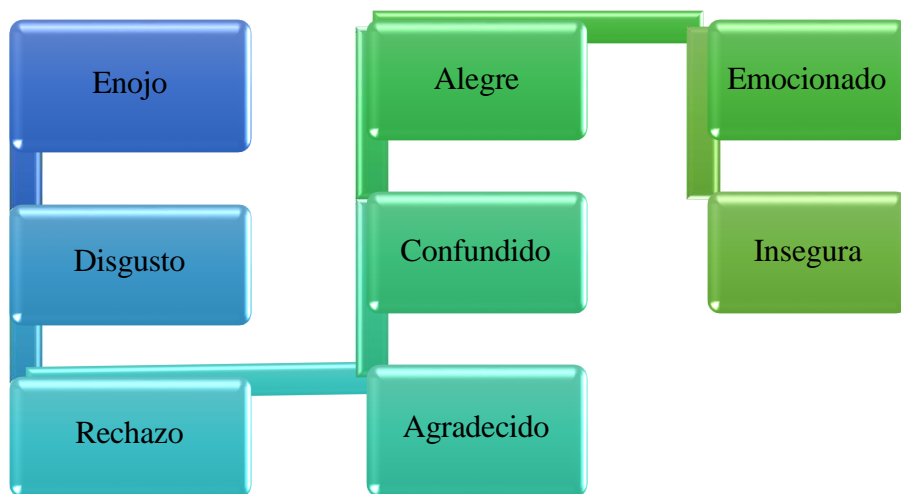 Enojo
Disgusto
Rechazo
Agradecido
Confundido
Alegre
Emocionado
Insegura